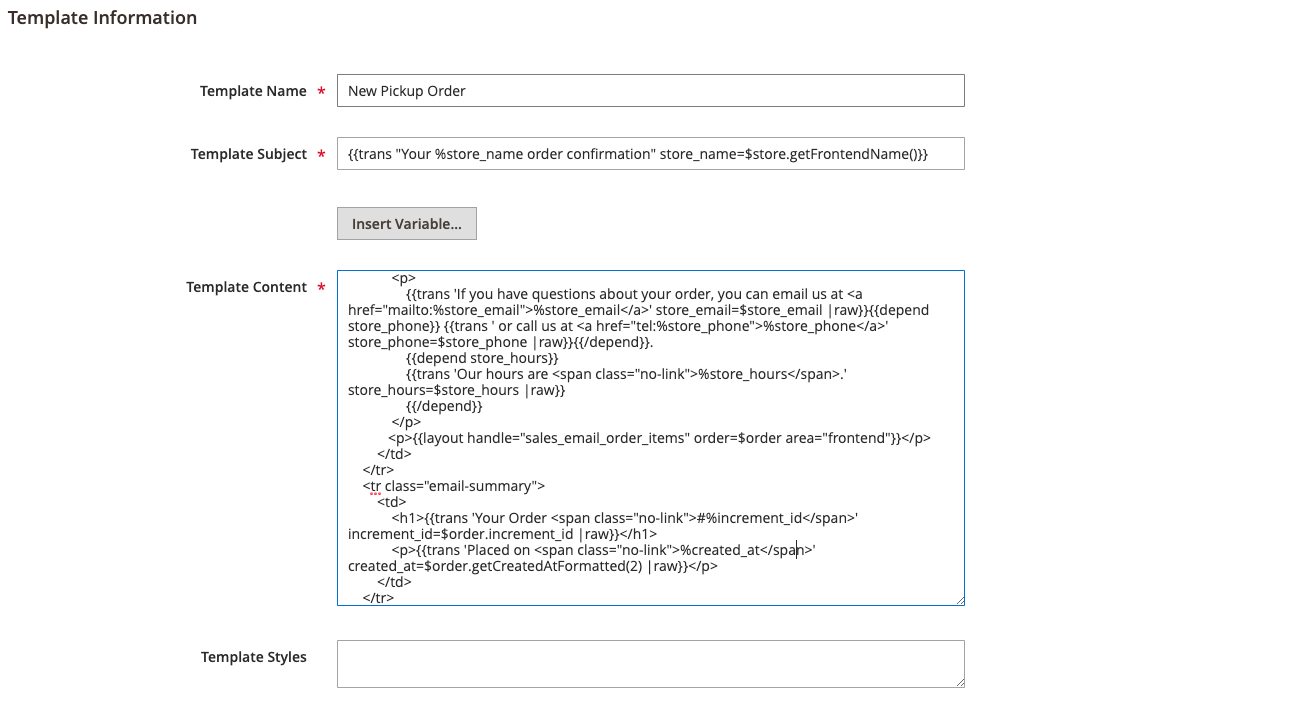 Template Information
Template Name *
New Pickup Order
Template Subject *
{{trans "Your %store_name order confirmation" store_name=$store.getFrontendName()}}
Insert Variable...
Template Content *
<p>
{{trans 'If you have questions about your order, you can email us at <a
href="mailto:%store_email">%store_email</a>' store_email=$store_email |raw}}{{depend
store_phone}} {{trans ' or call us at <a href="tel:%store_phone">%store_phone</a>'
store_phone=$store_phone |raw}}{{/depend}}.
{{depend store_hours}}
{{trans 'Our hours are <span class="no-link">%store_hours</span>.'
store_hours=$store_hours |raw}}
{{/depend}}
</p>
<p>{{layout handle="sales_email_order_items" order=$order area="frontend"}}</p>
</td>
</tr>
<tr class="email-summary">
<td>
<h1>{{trans 'Your Order <span class="no-link">#%increment_id</span>'
increment_id=$order.increment_id |raw}}</h1>
<p>{{trans 'Placed on <span class="no-link">%created_at</span>'
created_at=$order.getCreatedAtFormatted(2) |raw}}</p>
</td>
</tr>
Template Styles